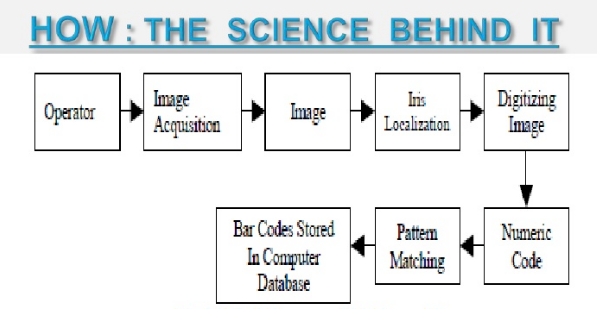 HOW : THE SCIENCE BEHIND IT
Operator
Image
Acquisition
Image
Iris
Localization
Digitizing
Image
Numeric
Code
Pattern
Matching
Bar Codes Stored
In Computer
Database